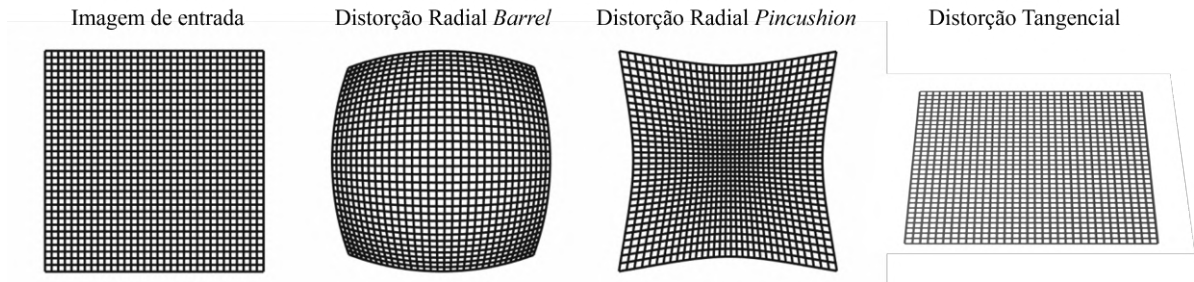 Imagem de entrada
Distorção Radial Barrel
Distorção Radial Pincushion
Distorção Tangencial